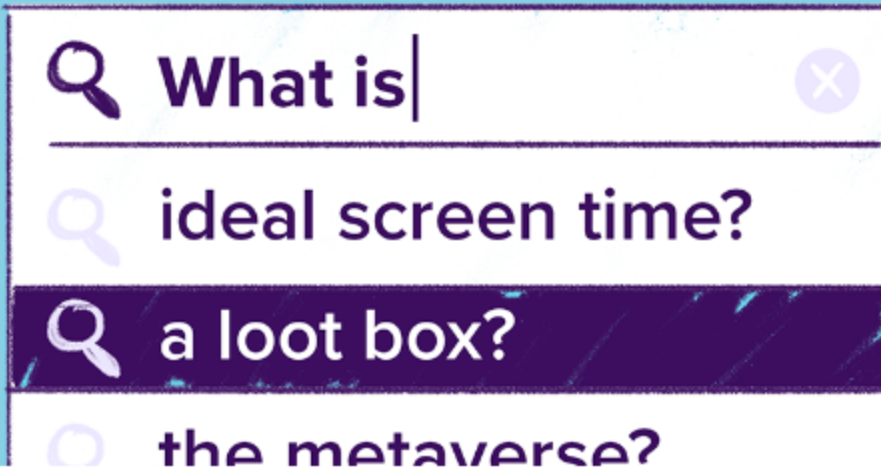 What is
ideal screen time?
a loot box?
the metaverse?